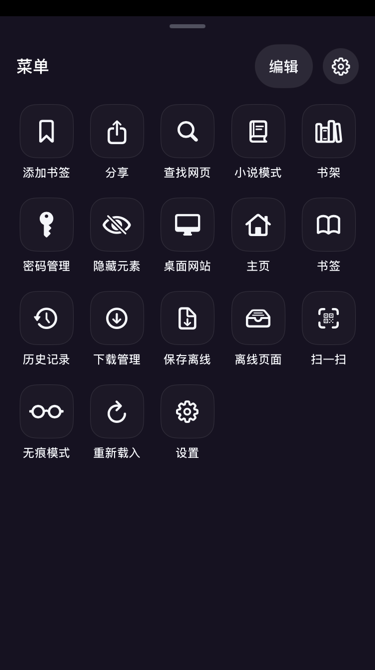 菜单
编辑
添加书签 分享 查找网页 小说模式 书架
密码管理 隐藏元素 桌面网站 主页 书签
历史记录 下载管理 保存离线 离线页面 扫一扫
无痕模式 重新载入 设置